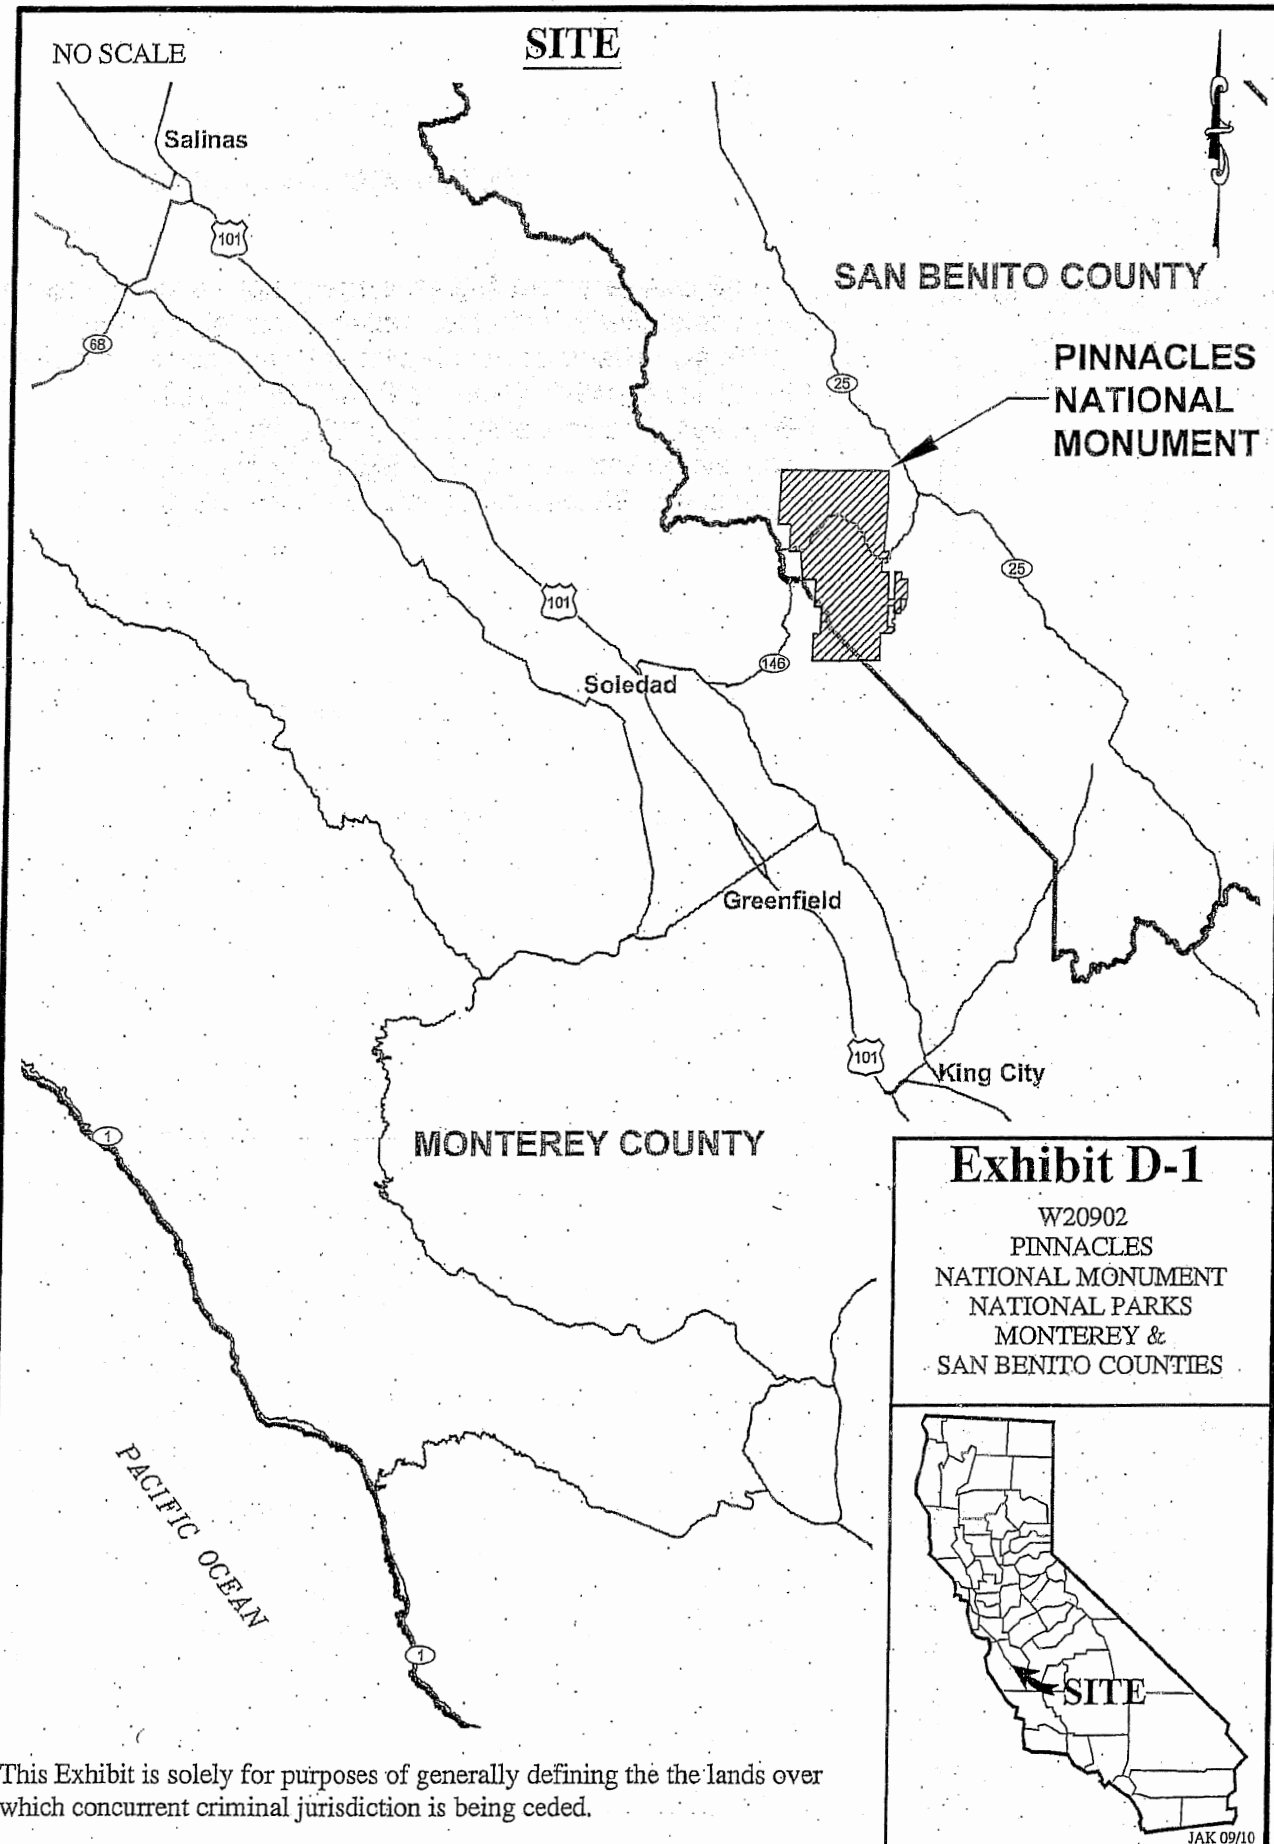 NO SCALE
SITE
Salinas
101
SAN BENITO COUNTY
68
PINNACLES
NATIONAL
MONUMENT
25
25
101
146
Soledad
Greenfield
101
King City
1
MONTEREY COUNTY
Exhibit D-1
W20902
PINNACLES
NATIONAL MONUMENT
NATIONAL PARKS
MONTEREY &
SAN BENITO COUNTIES
PACIFIC OCEAN
1
SITE
This Exhibit is solely for purposes of generally defining the the lands over
which concurrent criminal jurisdiction is being ceded.
JAK 09/10